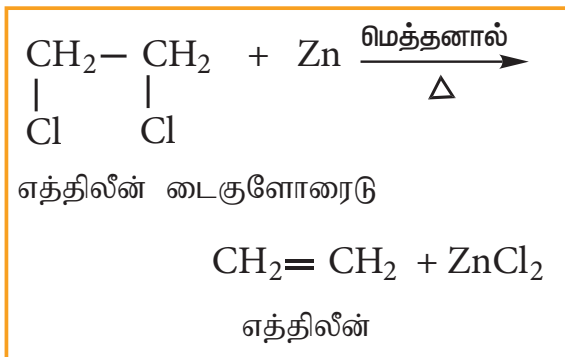 CH₂— CH₂ + Zn மெத்தனால் →
| | Δ
Cl Cl
எத்திலீன் டைகுளோரைடு
CH₂═ CH₂ + ZnCl₂
எத்திலீன்